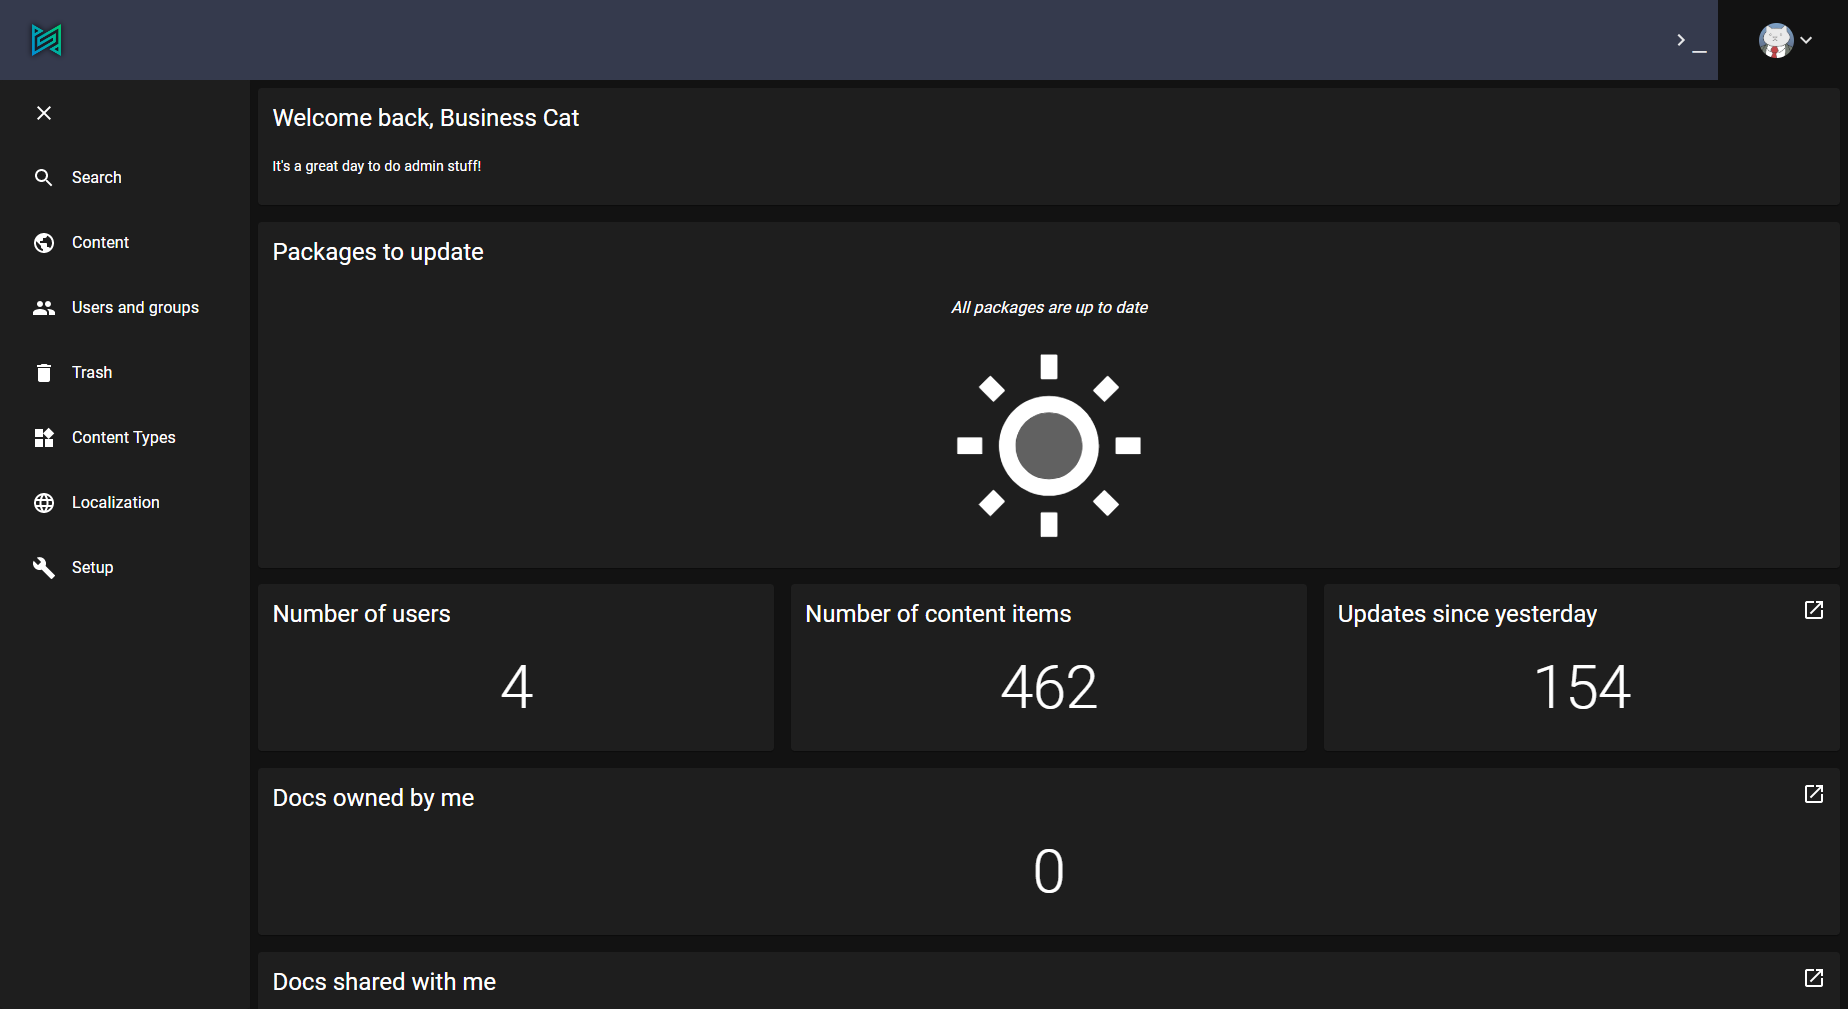 Search
Content
Users and groups
Trash
Content Types
Localization
Setup
Welcome back, Business Cat
It's a great day to do admin stuff!
Packages to update
All packages are up to date
Number of users
4
Number of content items
462
Updates since yesterday
154
Docs owned by me
0
Docs shared with me